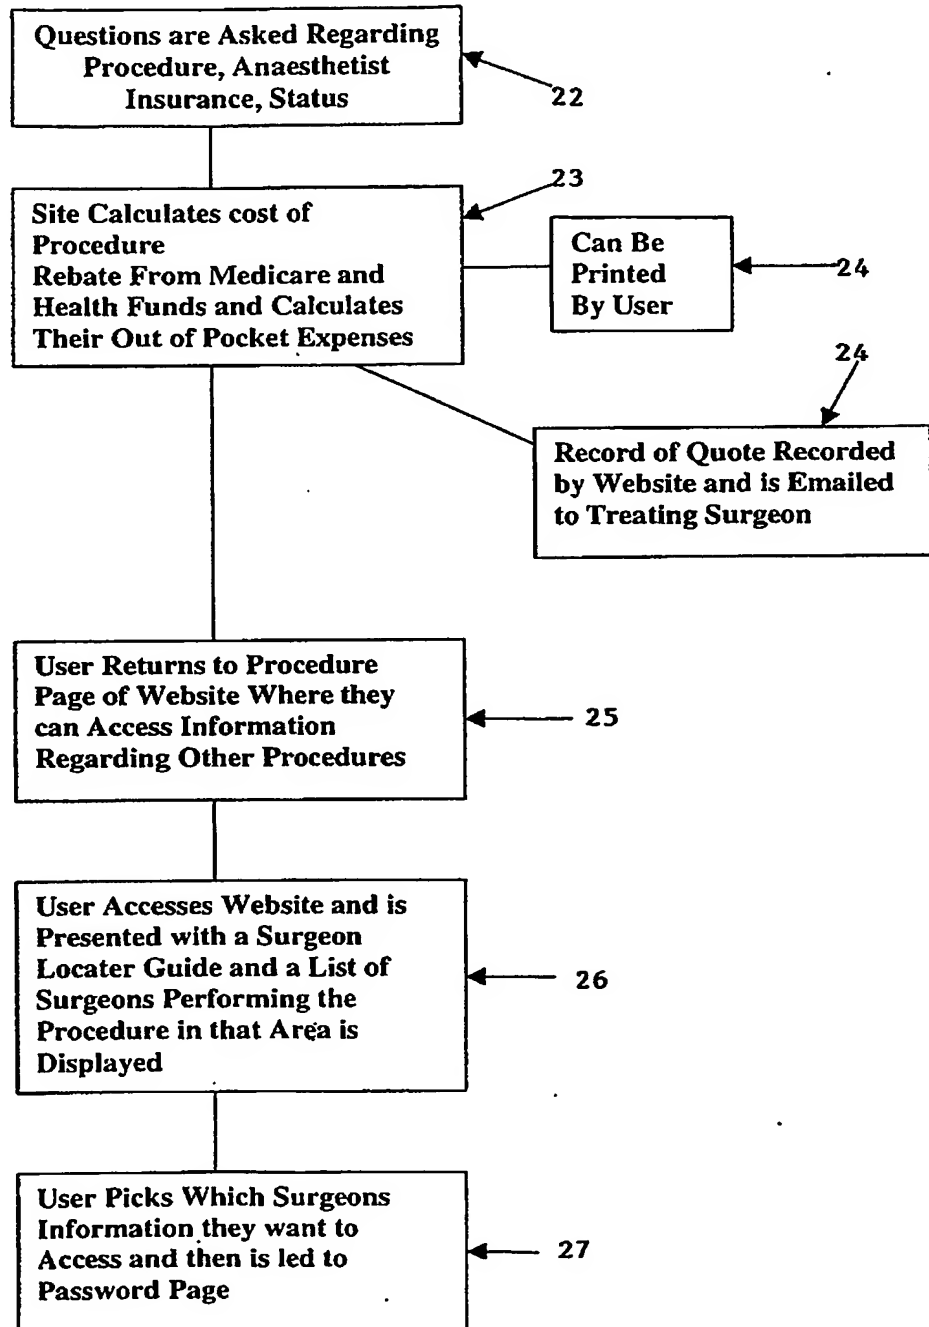 Questions are Asked Regarding
Procedure, Anaesthetist
Insurance, Status
22
23
Site Calculates cost of
Procedure
Rebate From Medicare and
Health Funds and Calculates
Their Out of Pocket Expenses
Can Be
Printed
By User
24
24
Record of Quote Recorded
by Website and is Emailed
to Treating Surgeon
User Returns to Procedure
Page of Website Where they
can Access Information
Regarding Other Procedures
25
User Accesses Website and is
Presented with a Surgeon
Locater Guide and a List of
Surgeons Performing the
Procedure in that Area is
Displayed
26
User Picks Which Surgeons
Information they want to
Access and then is led to
Password Page
27